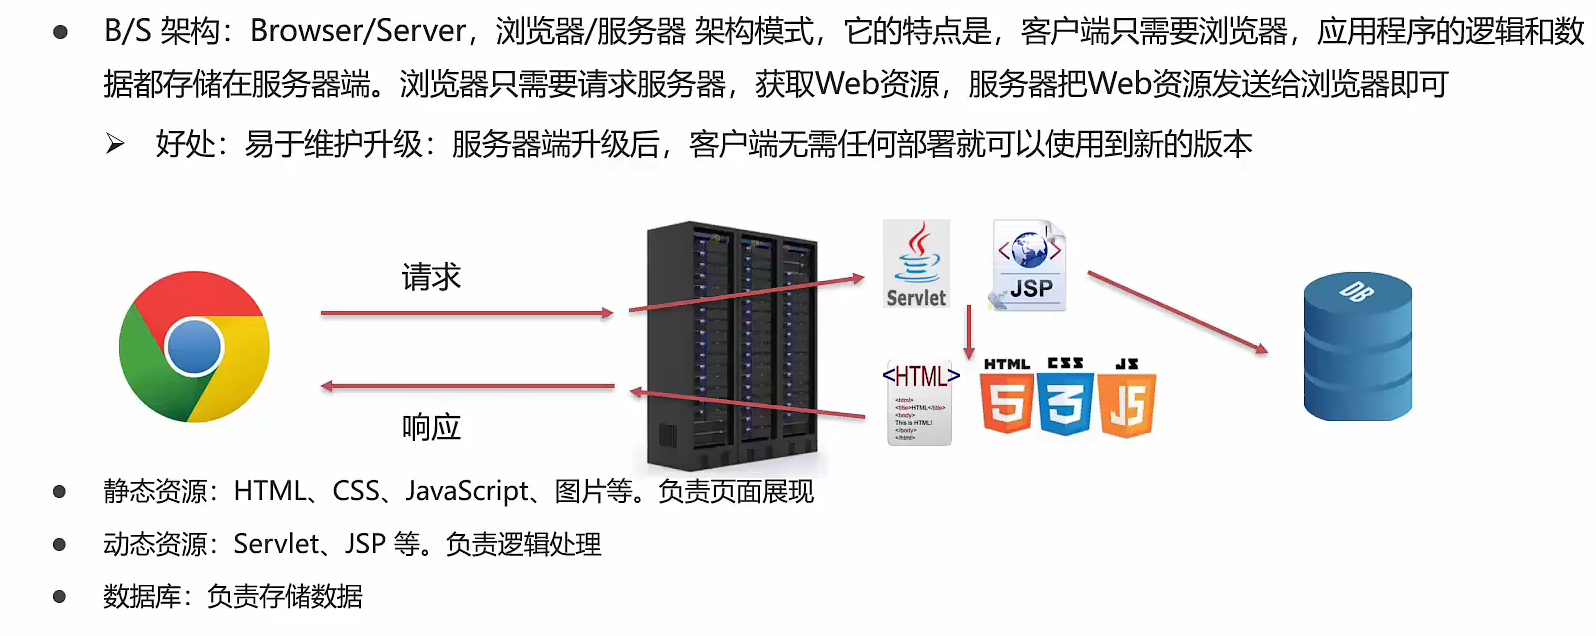 B/S 架构：Browser/Server，浏览器/服务器 架构模式，它的特点是，客户端只需要浏览器，应用程序的逻辑和数
据都存储在服务器端。浏览器只需要请求服务器，获取Web资源，服务器把Web资源发送给浏览器即可
好处：易于维护升级：服务器端升级后，客户端无需任何部署就可以使用到新的版本
请求
Servlet
JSP
DB
<HTML>
<html>
<title>HTML</title>
<body>
This is HTML!
</body>
</html>
HTML
5
CSS
3
JS
JS
响应
静态资源：HTML、CSS、JavaScript、图片等。负责页面展现
动态资源：Servlet、JSP 等。负责逻辑处理
数据库：负责存储数据